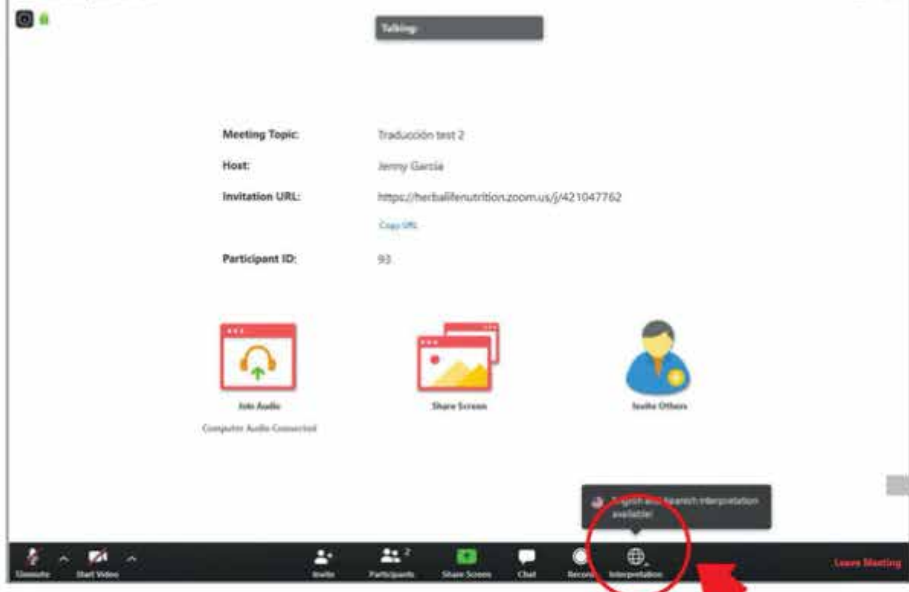 Talking:
Meeting Topic: Traducción test 2
Host: Jenny Garcia
Invitation URL: https://herbalifenutrition.zoom.us/j/421047762
Copy URL
Participant ID: 93
Join Audio
Computer Audio Connected
Share Screen
Invite Others
English and Spanish interpretation
available!
Unmute
Start Video
Invite
Participants 2
Share Screen
Chat
Record
Interpretation
Leave Meeting